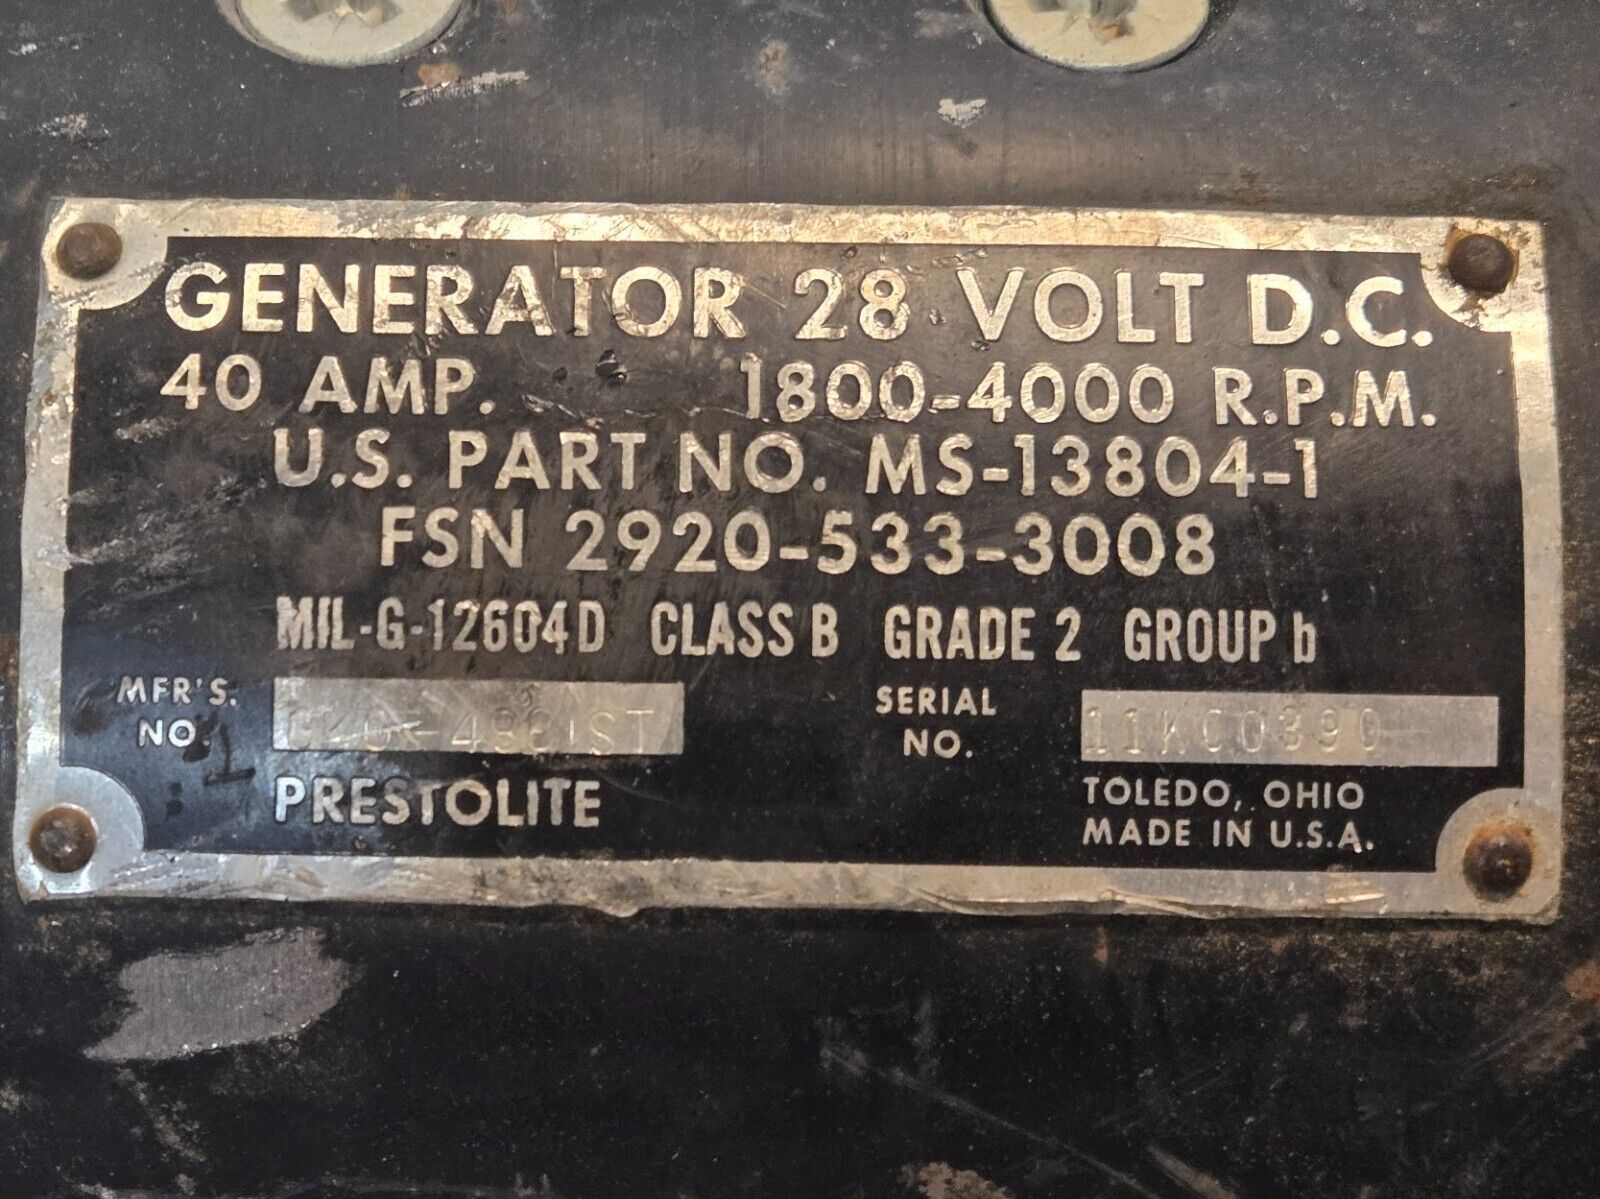 GENERATOR 28 VOLT D.C.
40 AMP. 1800-4000 R.P.M.
U.S. PART NO. MS-13804-1
FSN 2920-533-3008
MIL-G-12604D CLASS B GRADE 2 GROUP b
MFR'S. NO.
SERIAL NO. 11KC0390
PRESTOLITE
TOLEDO, OHIO
MADE IN U.S.A.